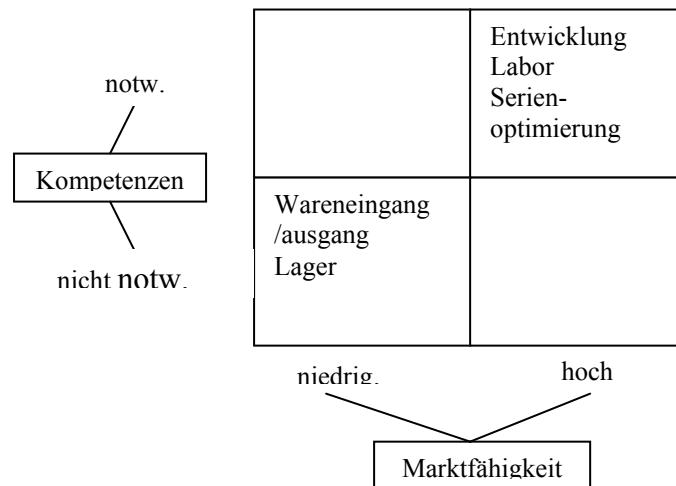 Entwicklung
Labor
Serien-
optimierung
notw.
Kompetenzen
Wareneingang
/ausgang
Lager
nicht notw.
niedrig.
hoch
Marktfähigkeit